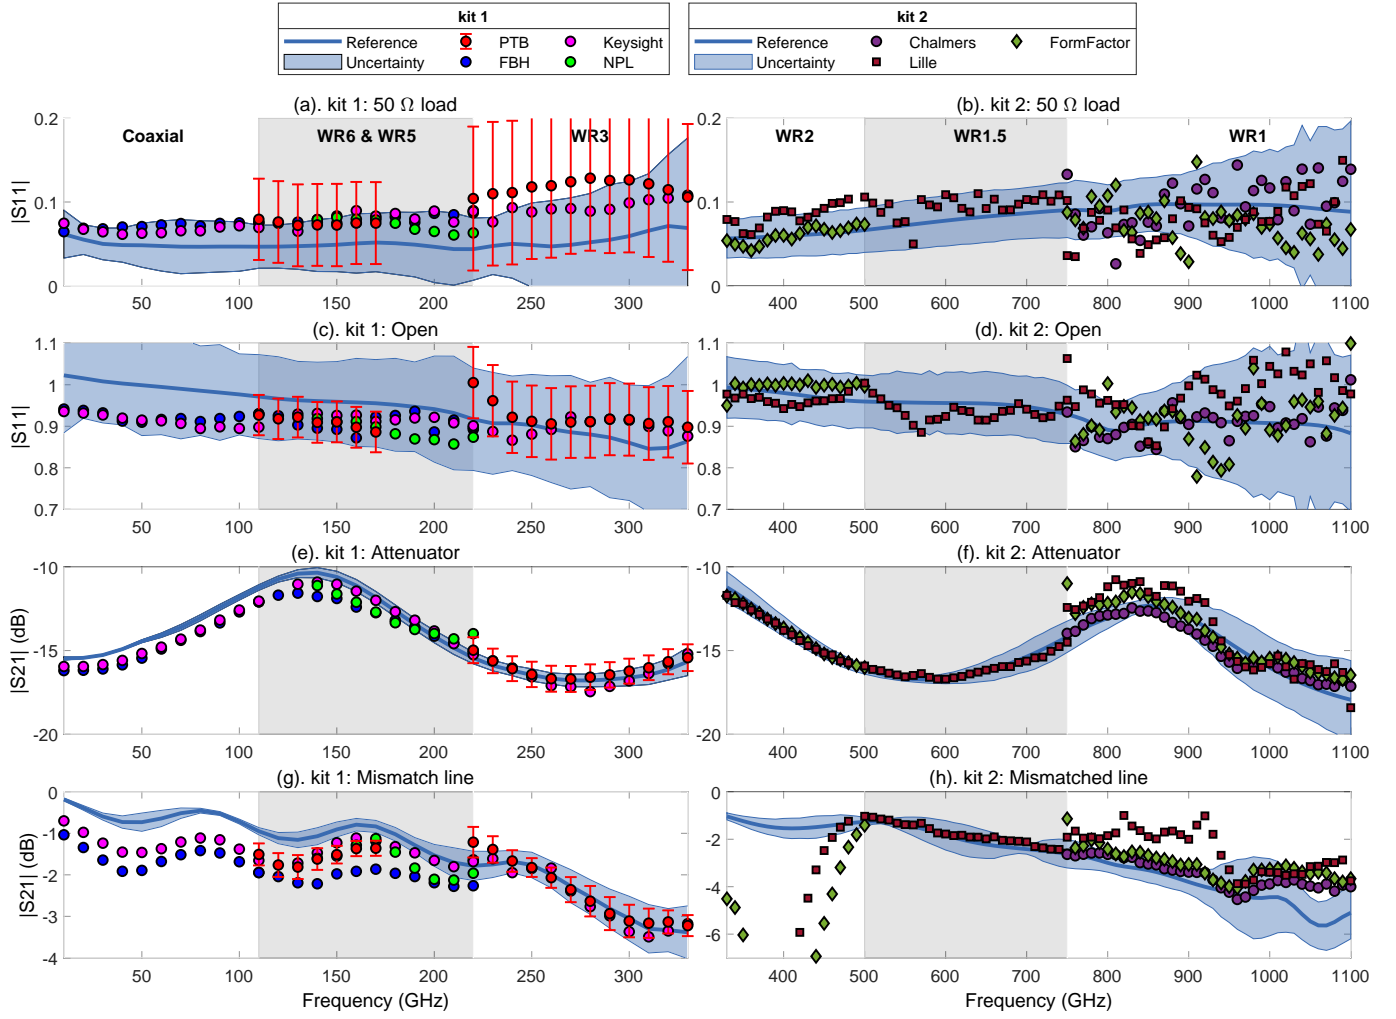 kit 1
Reference PTB Keysight
Uncertainty FBH NPL
kit 2
Reference Chalmers FormFactor
Uncertainty Lille
(a). kit 1: 50 Ω load
|S11|
0.2
0.1
0
Coaxial WR6 & WR5 WR3
50 100 150 200 250 300
(b). kit 2: 50 Ω load
0.2
0.1
0
WR2 WR1.5 WR1
400 500 600 700 800 900 1000 1100
(c). kit 1: Open
|S11|
1.1
1
0.9
0.8
0.7
50 100 150 200 250 300
(d). kit 2: Open
1.1
1
0.9
0.8
0.7
400 500 600 700 800 900 1000 1100
(e). kit 1: Attenuator
|S21| (dB)
-10
-15
-20
50 100 150 200 250 300
(f). kit 2: Attenuator
-10
-15
-20
400 500 600 700 800 900 1000 1100
(g). kit 1: Mismatch line
|S21| (dB)
0
-1
-2
-3
-4
50 100 150 200 250 300
Frequency (GHz)
(h). kit 2: Mismatched line
0
-2
-4
-6
400 500 600 700 800 900 1000 1100
Frequency (GHz)